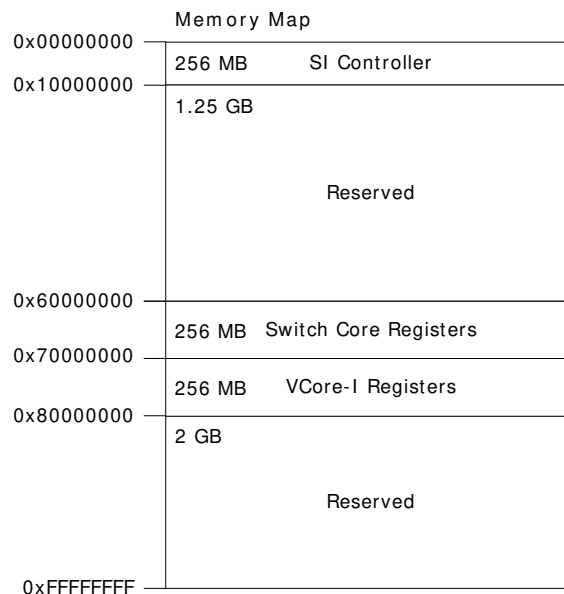 Memory Map
0x00000000
256 MB SI Controller
0x10000000
1.25 GB
Reserved
0x60000000
256 MB Switch Core Registers
0x70000000
256 MB VCore-I Registers
0x80000000
2 GB
Reserved
0xFFFFFFFF